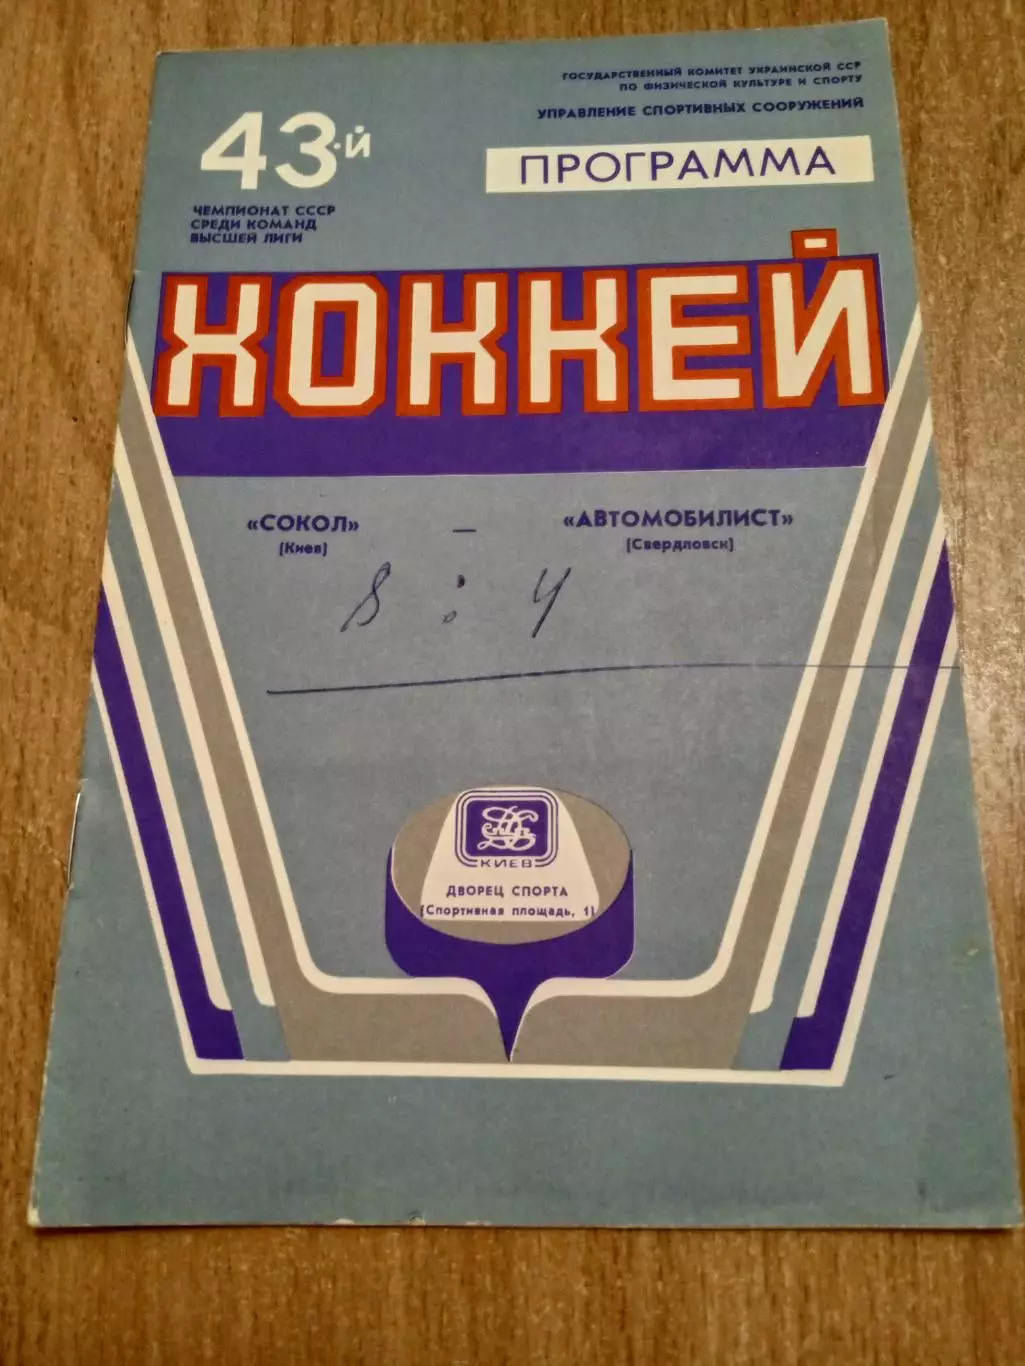 ГОСУДАРСТВЕННЫЙ КОМИТЕТ УКРАИНСКОЙ ССР
ПО ФИЗИЧЕСКОЙ КУЛЬТУРЕ И СПОРТУ
УПРАВЛЕНИЕ СПОРТИВНЫХ СООРУЖЕНИЙ
ПРОГРАММА
43-й
ЧЕМПИОНАТ СССР
СРЕДИ КОМАНД
ВЫСШЕЙ ЛИГИ
ХОККЕЙ
«СОКОЛ» — «АВТОМОБИЛИСТ»
(Киев) (Свердловск)
8 : 4
КИЕВ
ДВОРЕЦ СПОРТА
(Спортивная площадь, 1)